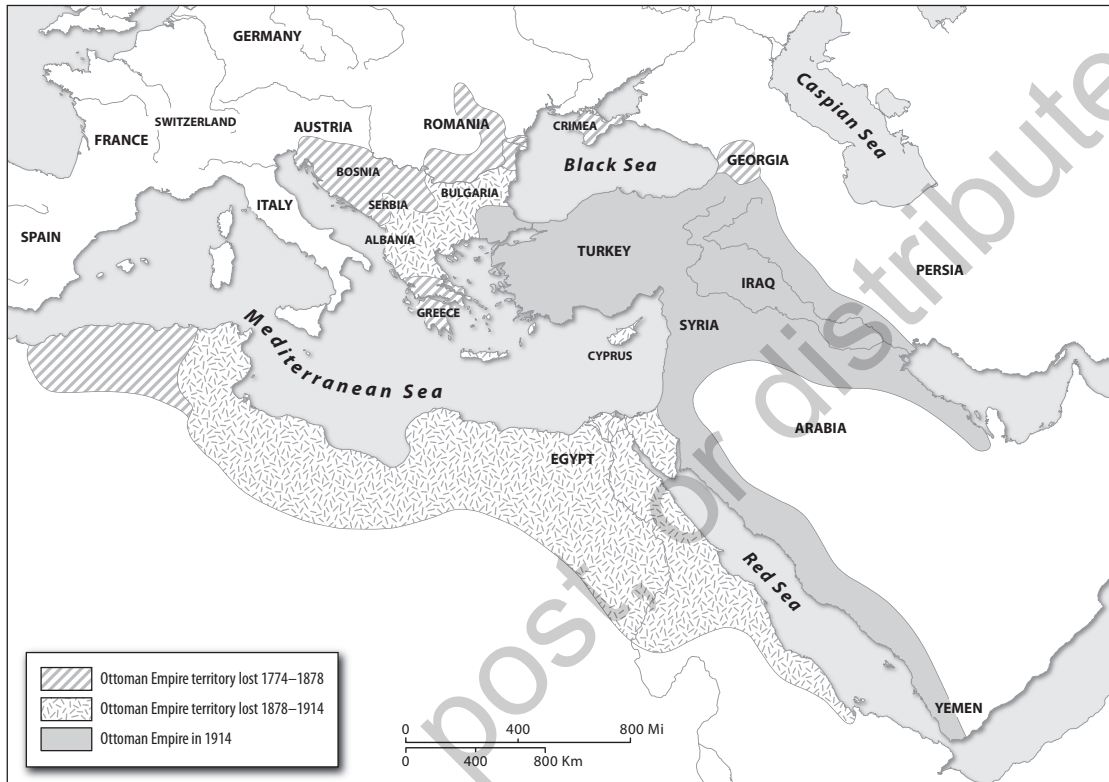 GERMANY
FRANCE
SWITZERLAND
AUSTRIA
ROMANIA
CRIMEA
Caspian Sea
Black Sea
GEORGIA
BOSNIA
BULGARIA
SERBIA
ITALY
SPAIN
ALBANIA
TURKEY
PERSIA
IRAQ
GREECE
SYRIA
Mediterranean Sea
CYPRUS
ARABIA
EGYPT
Red Sea
YEMEN
Ottoman Empire territory lost 1774–1878
Ottoman Empire territory lost 1878–1914
Ottoman Empire in 1914
0 400 800 Mi
0 400 800 Km
post, or distribute